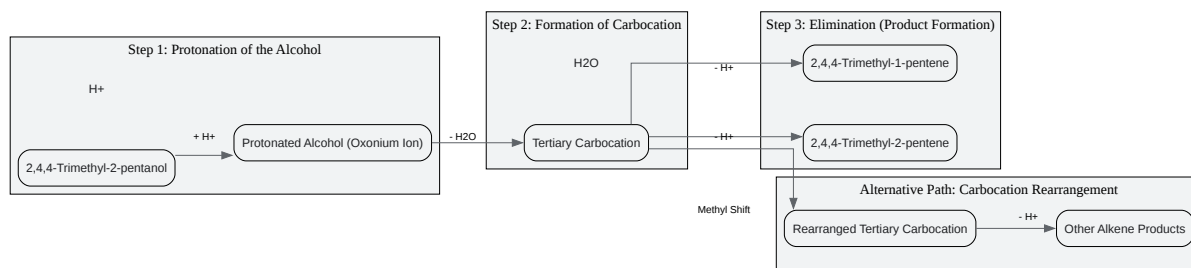 Step 1: Protonation of the Alcohol
H+
2,4,4-Trimethyl-2-pentanol
+ H+
Protonated Alcohol (Oxonium Ion)
- H2O
Step 2: Formation of Carbocation
H2O
Tertiary Carbocation
- H+
- H+
Methyl Shift
Step 3: Elimination (Product Formation)
2,4,4-Trimethyl-1-pentene
2,4,4-Trimethyl-2-pentene
Alternative Path: Carbocation Rearrangement
Rearranged Tertiary Carbocation
- H+
Other Alkene Products